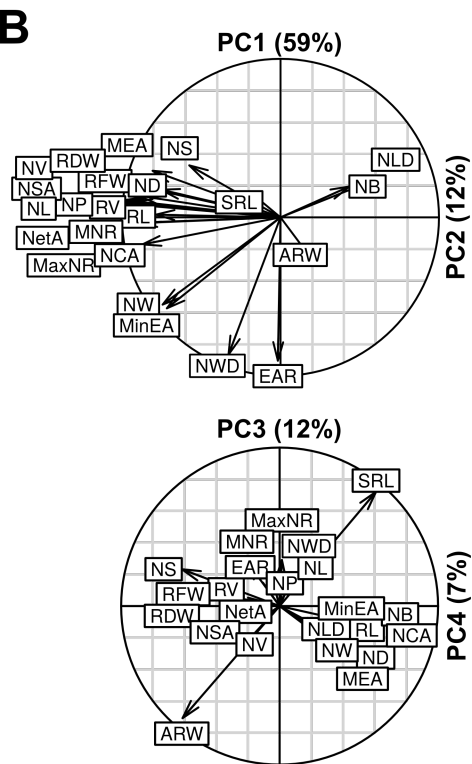 B
PC1 (59%)
MEA
NS
NV
RDW
NLD
NSA
RFW
ND
NB
NL
NP
RV
RL
SRL
NetA
MNR
MaxNR
NCA
ARW
PC2 (12%)
NW
MinEA
NWD
EAR
PC3 (12%)
SRL
MaxNR
MNR
NWD
NS
EAR
NL
NP
RFW
RV
RDW
NetA
MinEA
NB
NSA
NLD
RL
NCA
NV
NW
ND
MEA
PC4 (7%)
ARW